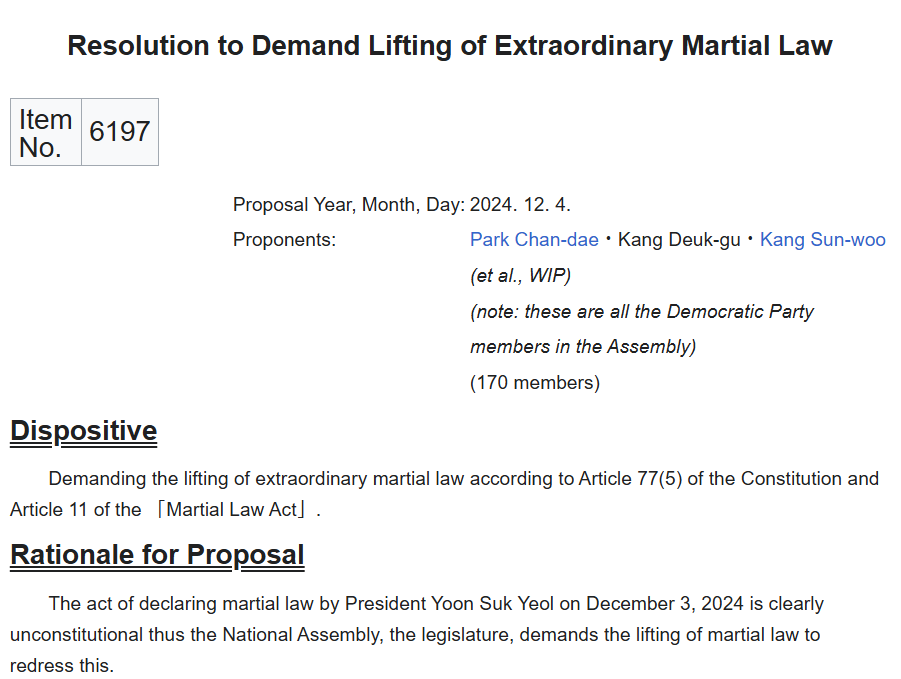 Resolution to Demand Lifting of Extraordinary Martial Law
Item
No.
6197
Proposal Year, Month, Day: 2024. 12. 4.
Proponents: Park Chan-dae • Kang Deuk-gu • Kang Sun-woo
(et al., WIP)
(note: these are all the Democratic Party
members in the Assembly)
(170 members)
Dispositive
Demanding the lifting of extraordinary martial law according to Article 77(5) of the Constitution and
Article 11 of the 「Martial Law Act」.
Rationale for Proposal
The act of declaring martial law by President Yoon Suk Yeol on December 3, 2024 is clearly
unconstitutional thus the National Assembly, the legislature, demands the lifting of martial law to
redress this.